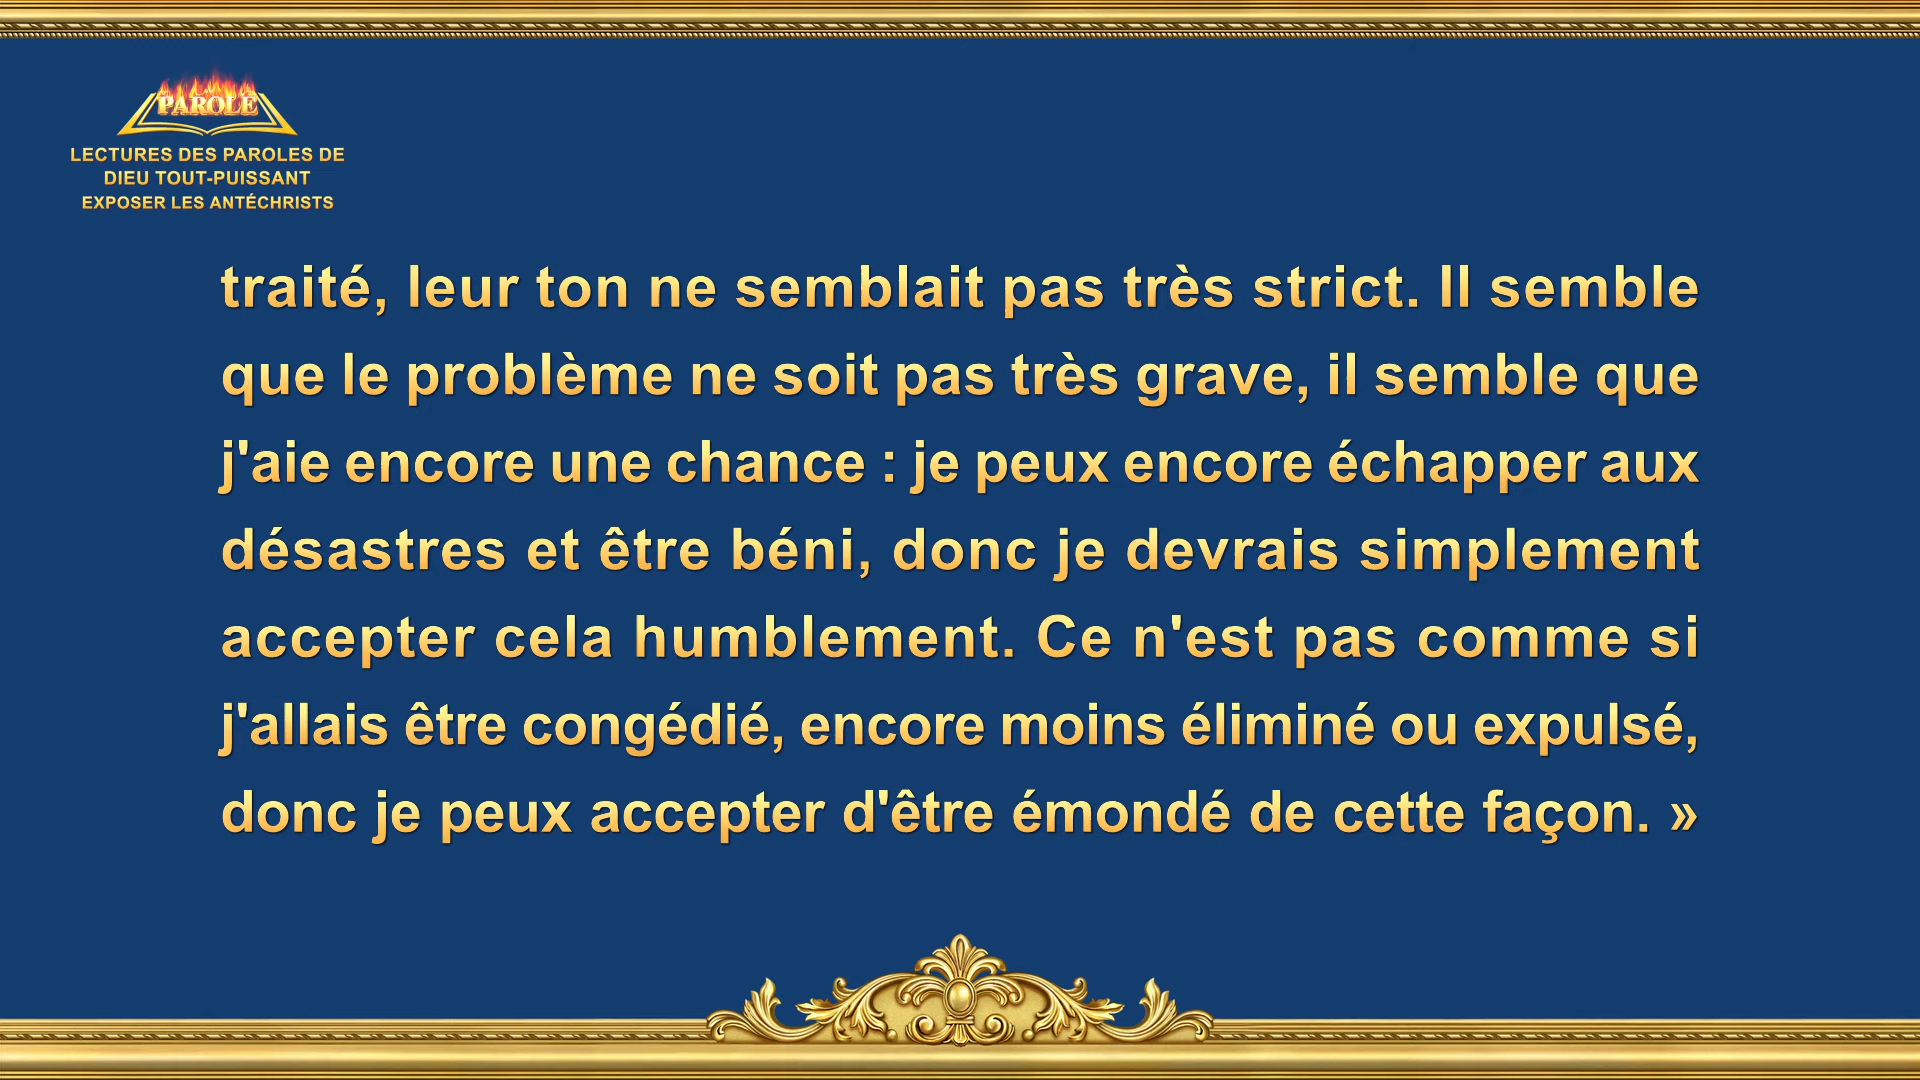 PAROLE
LECTURES DES PAROLES DE
DIEU TOUT-PUISSANT
EXPOSER LES ANTÉCHRISTS
traité, leur ton ne semblait pas très strict. Il semble
que le problème ne soit pas très grave, il semble que
j'aie encore une chance : je peux encore échapper aux
désastres et être béni, donc je devrais simplement
accepter cela humblement. Ce n'est pas comme si
j'allais être congédié, encore moins éliminé ou expulsé,
donc je peux accepter d'être émondé de cette façon. »